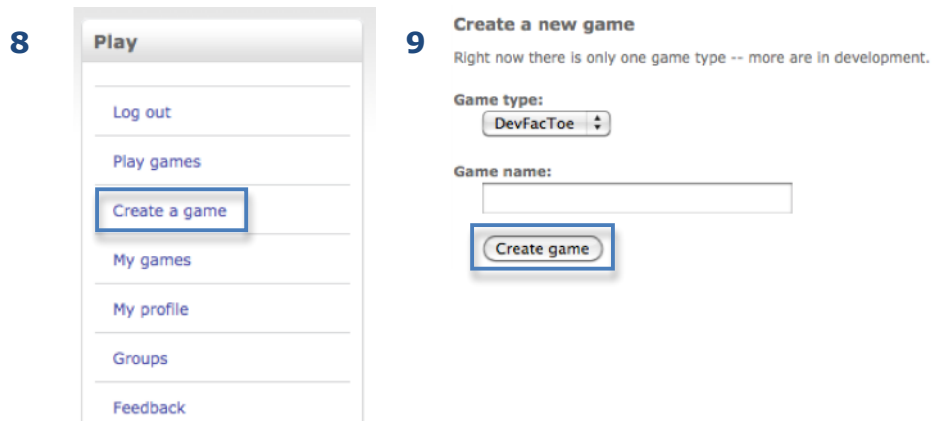 8
Play
Log out
Play games
Create a game
My games
My profile
Groups
Feedback
9
Create a new game
Right now there is only one game type -- more are in development.
Game type:
DevFacToe
Game name:
Create game